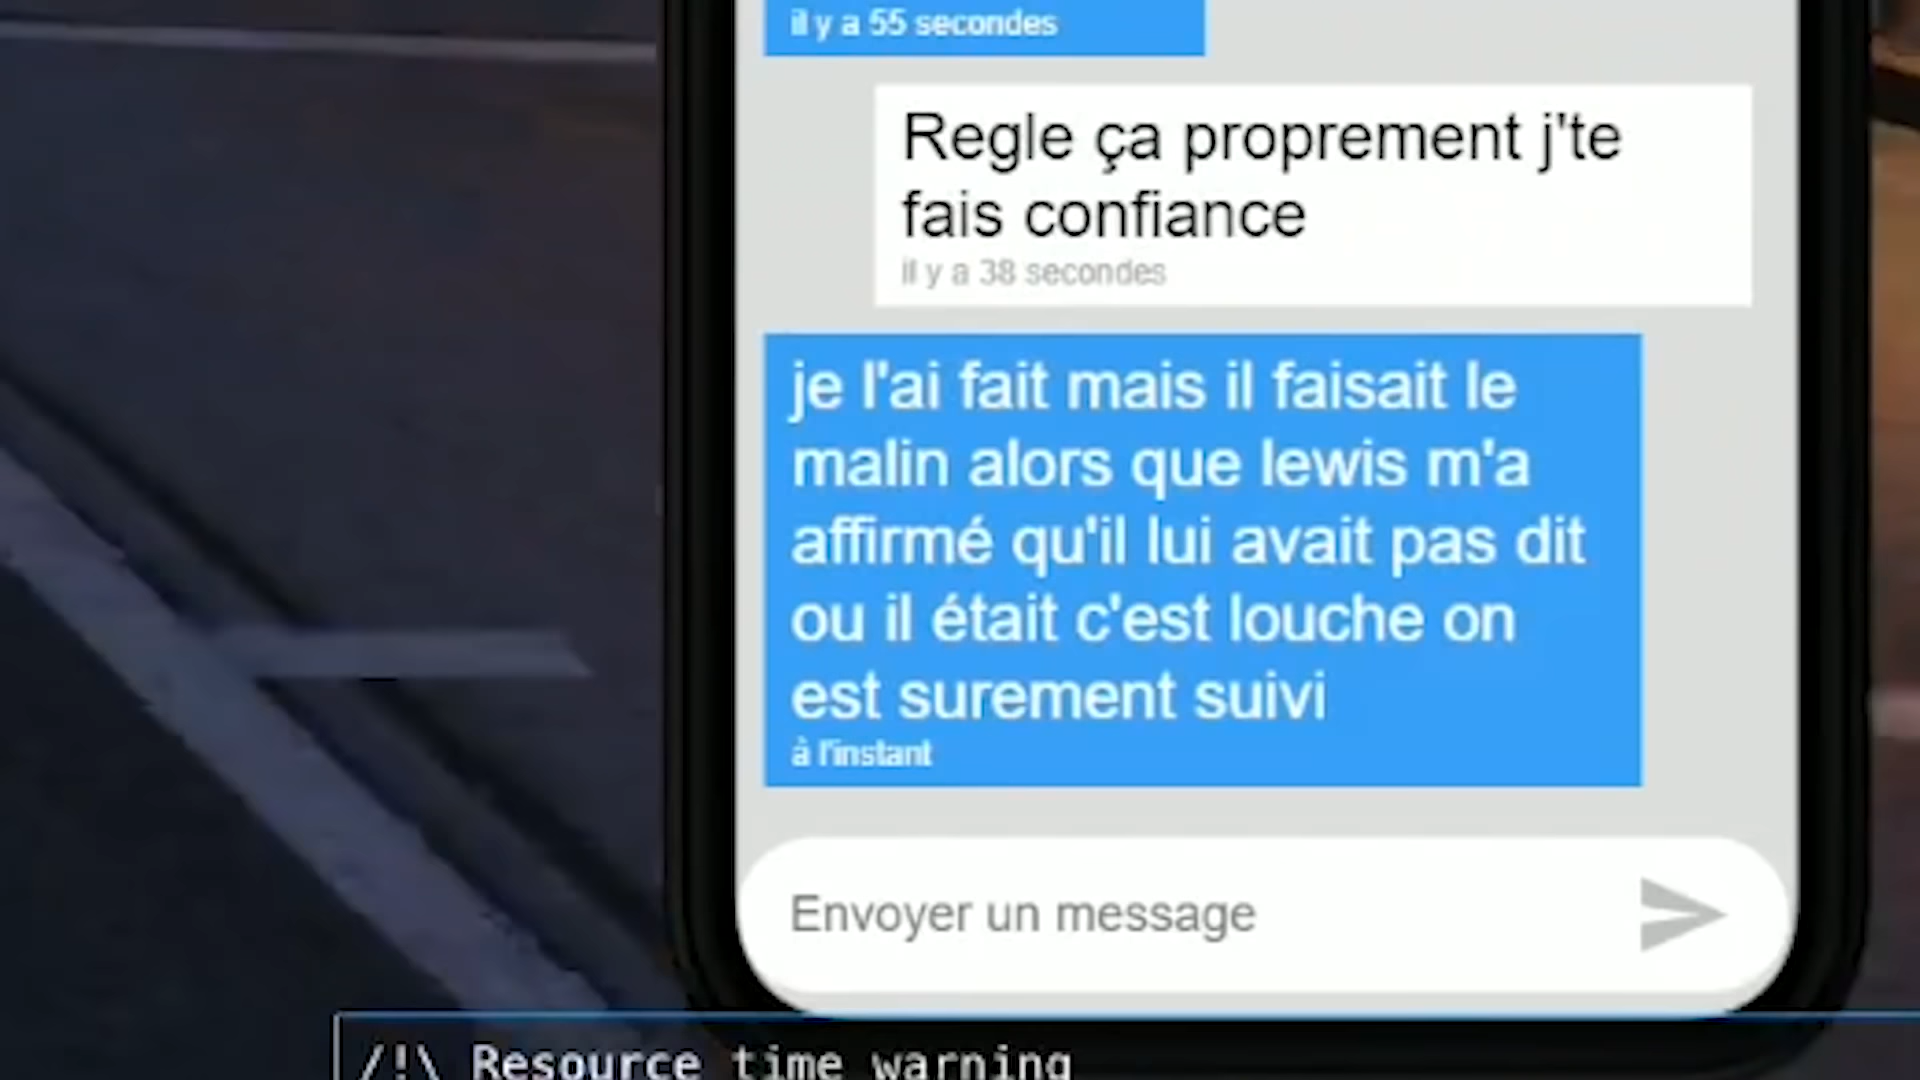 il y a 55 secondes
Regle ça proprement j'te
fais confiance
il y a 38 secondes
je l'ai fait mais il faisait le
malin alors que lewis m'a
affirmé qu'il lui avait pas dit
ou il était c'est louche on
est surement suivi
à l'instant
Envoyer un message
/!\ Resource time warning